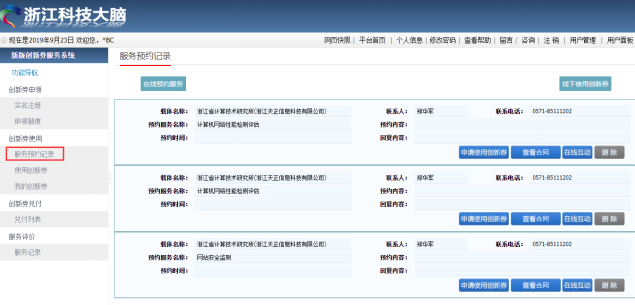 浙江科技大脑
现在是2019年9月23日 欢迎您，*BC
网页快照| 平台首页 | 个人信息|修改密码| 查看帮助| 留言 / 咨询| 注 销 | 用户管理 | 用户面板
新版创新券服务系统
功能导航
创新券申领
实名注册
申请额度
创新券使用
服务预约记录
使用创新券
我的创新券
创新券兑付
兑付列表
服务评价
服务记录
服务预约记录
在线预约服务 线下使用创新券
载体名称： 浙江省计算技术研究所(浙江天正信息科技有限公司) 联系人： 郑华军 联系电话： 0571-85111202
预约服务名称： 计算机网络性能检测评估 预约内容：
预约时间： 回复内容：
申请使用创新券 查看合同 在线互动 删 除
载体名称： 浙江省计算技术研究所(浙江天正信息科技有限公司) 联系人： 郑华军 联系电话： 0571-85111202
预约服务名称： 计算机网络性能检测评估 预约内容：
预约时间： 回复内容：
申请使用创新券 查看合同 在线互动 删 除
载体名称： 浙江省计算技术研究所(浙江天正信息科技有限公司) 联系人： 郑华军 联系电话： 0571-85111202
预约服务名称： 网站安全监测 预约内容：
预约时间： 回复内容：
申请使用创新券 查看合同 在线互动 删 除